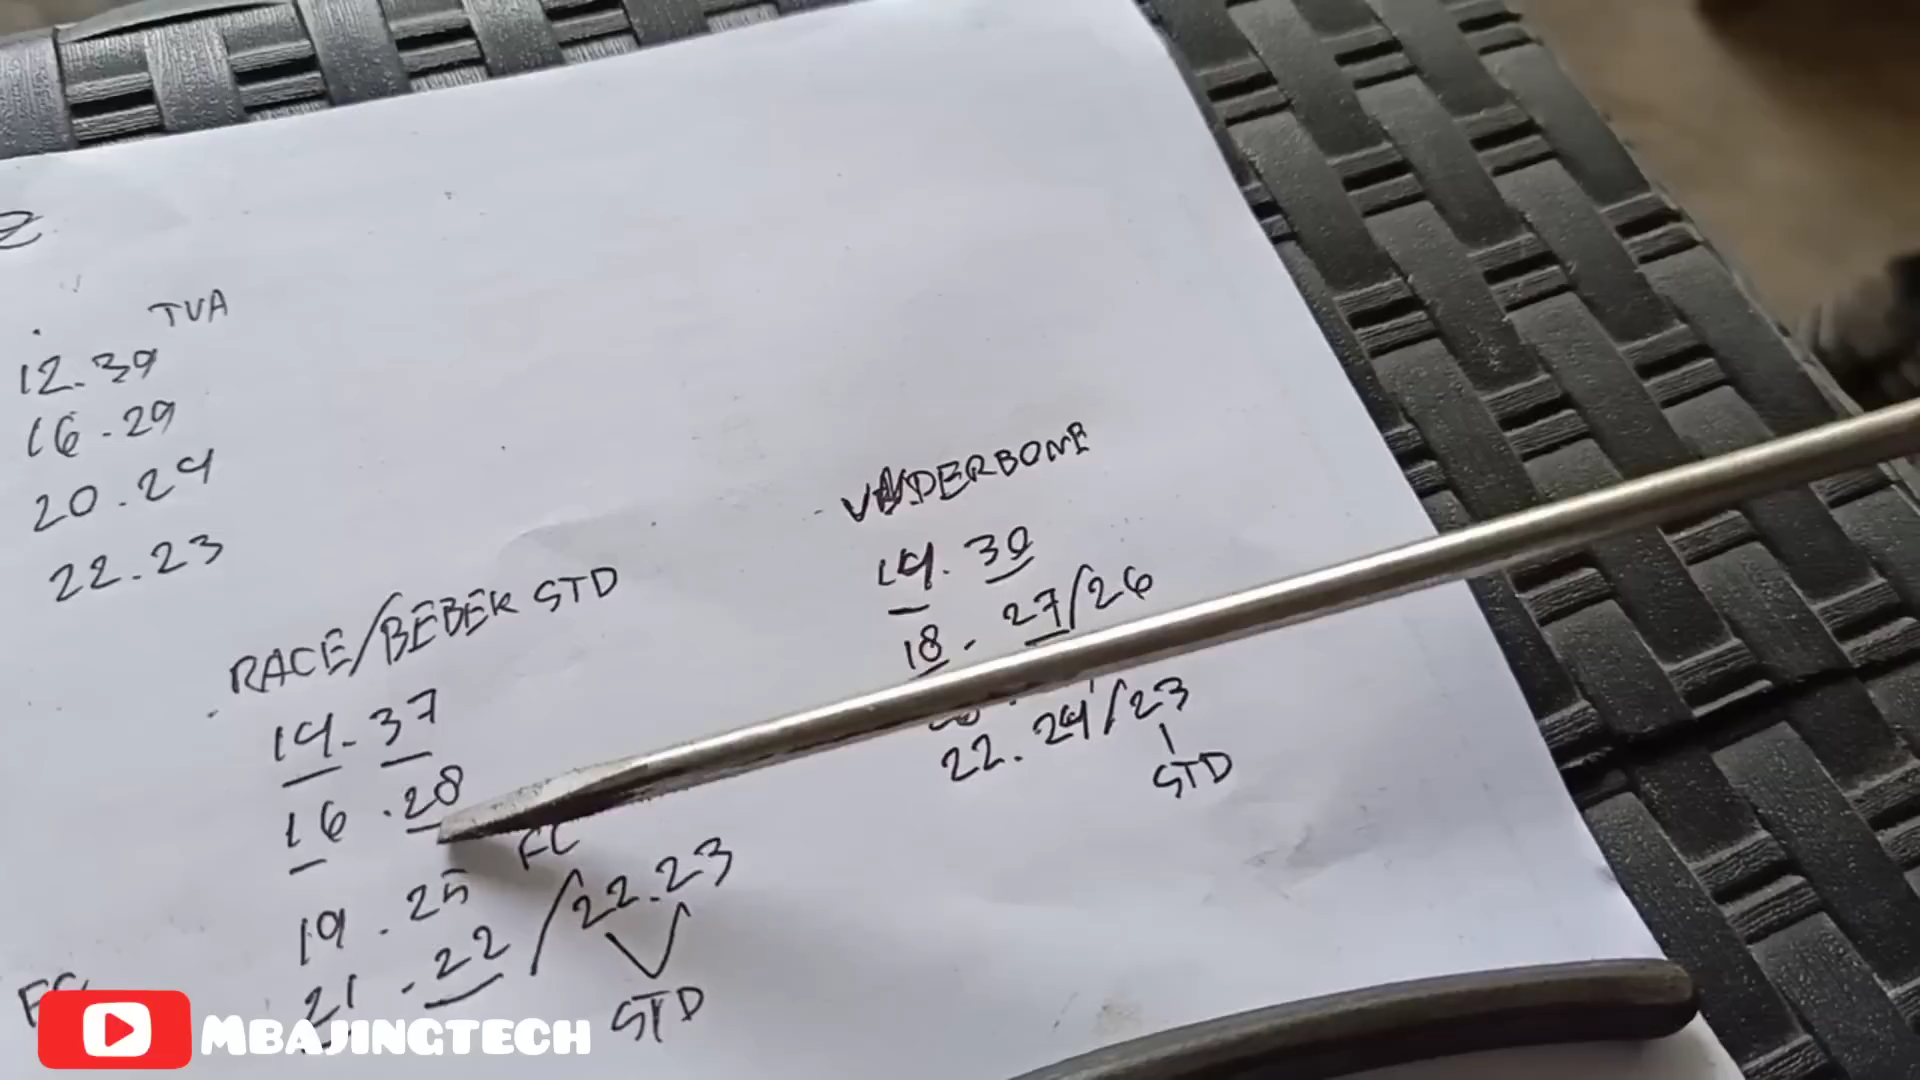 TVA
12.39
16.29
20.24
22.23
RACE/BEBEK STD
14.37
16.28
19.25
21.22/22.23
FC
STD
VANDERBONE
14.30
18-27/26
22.24/23
STD
MBAJINGTECH